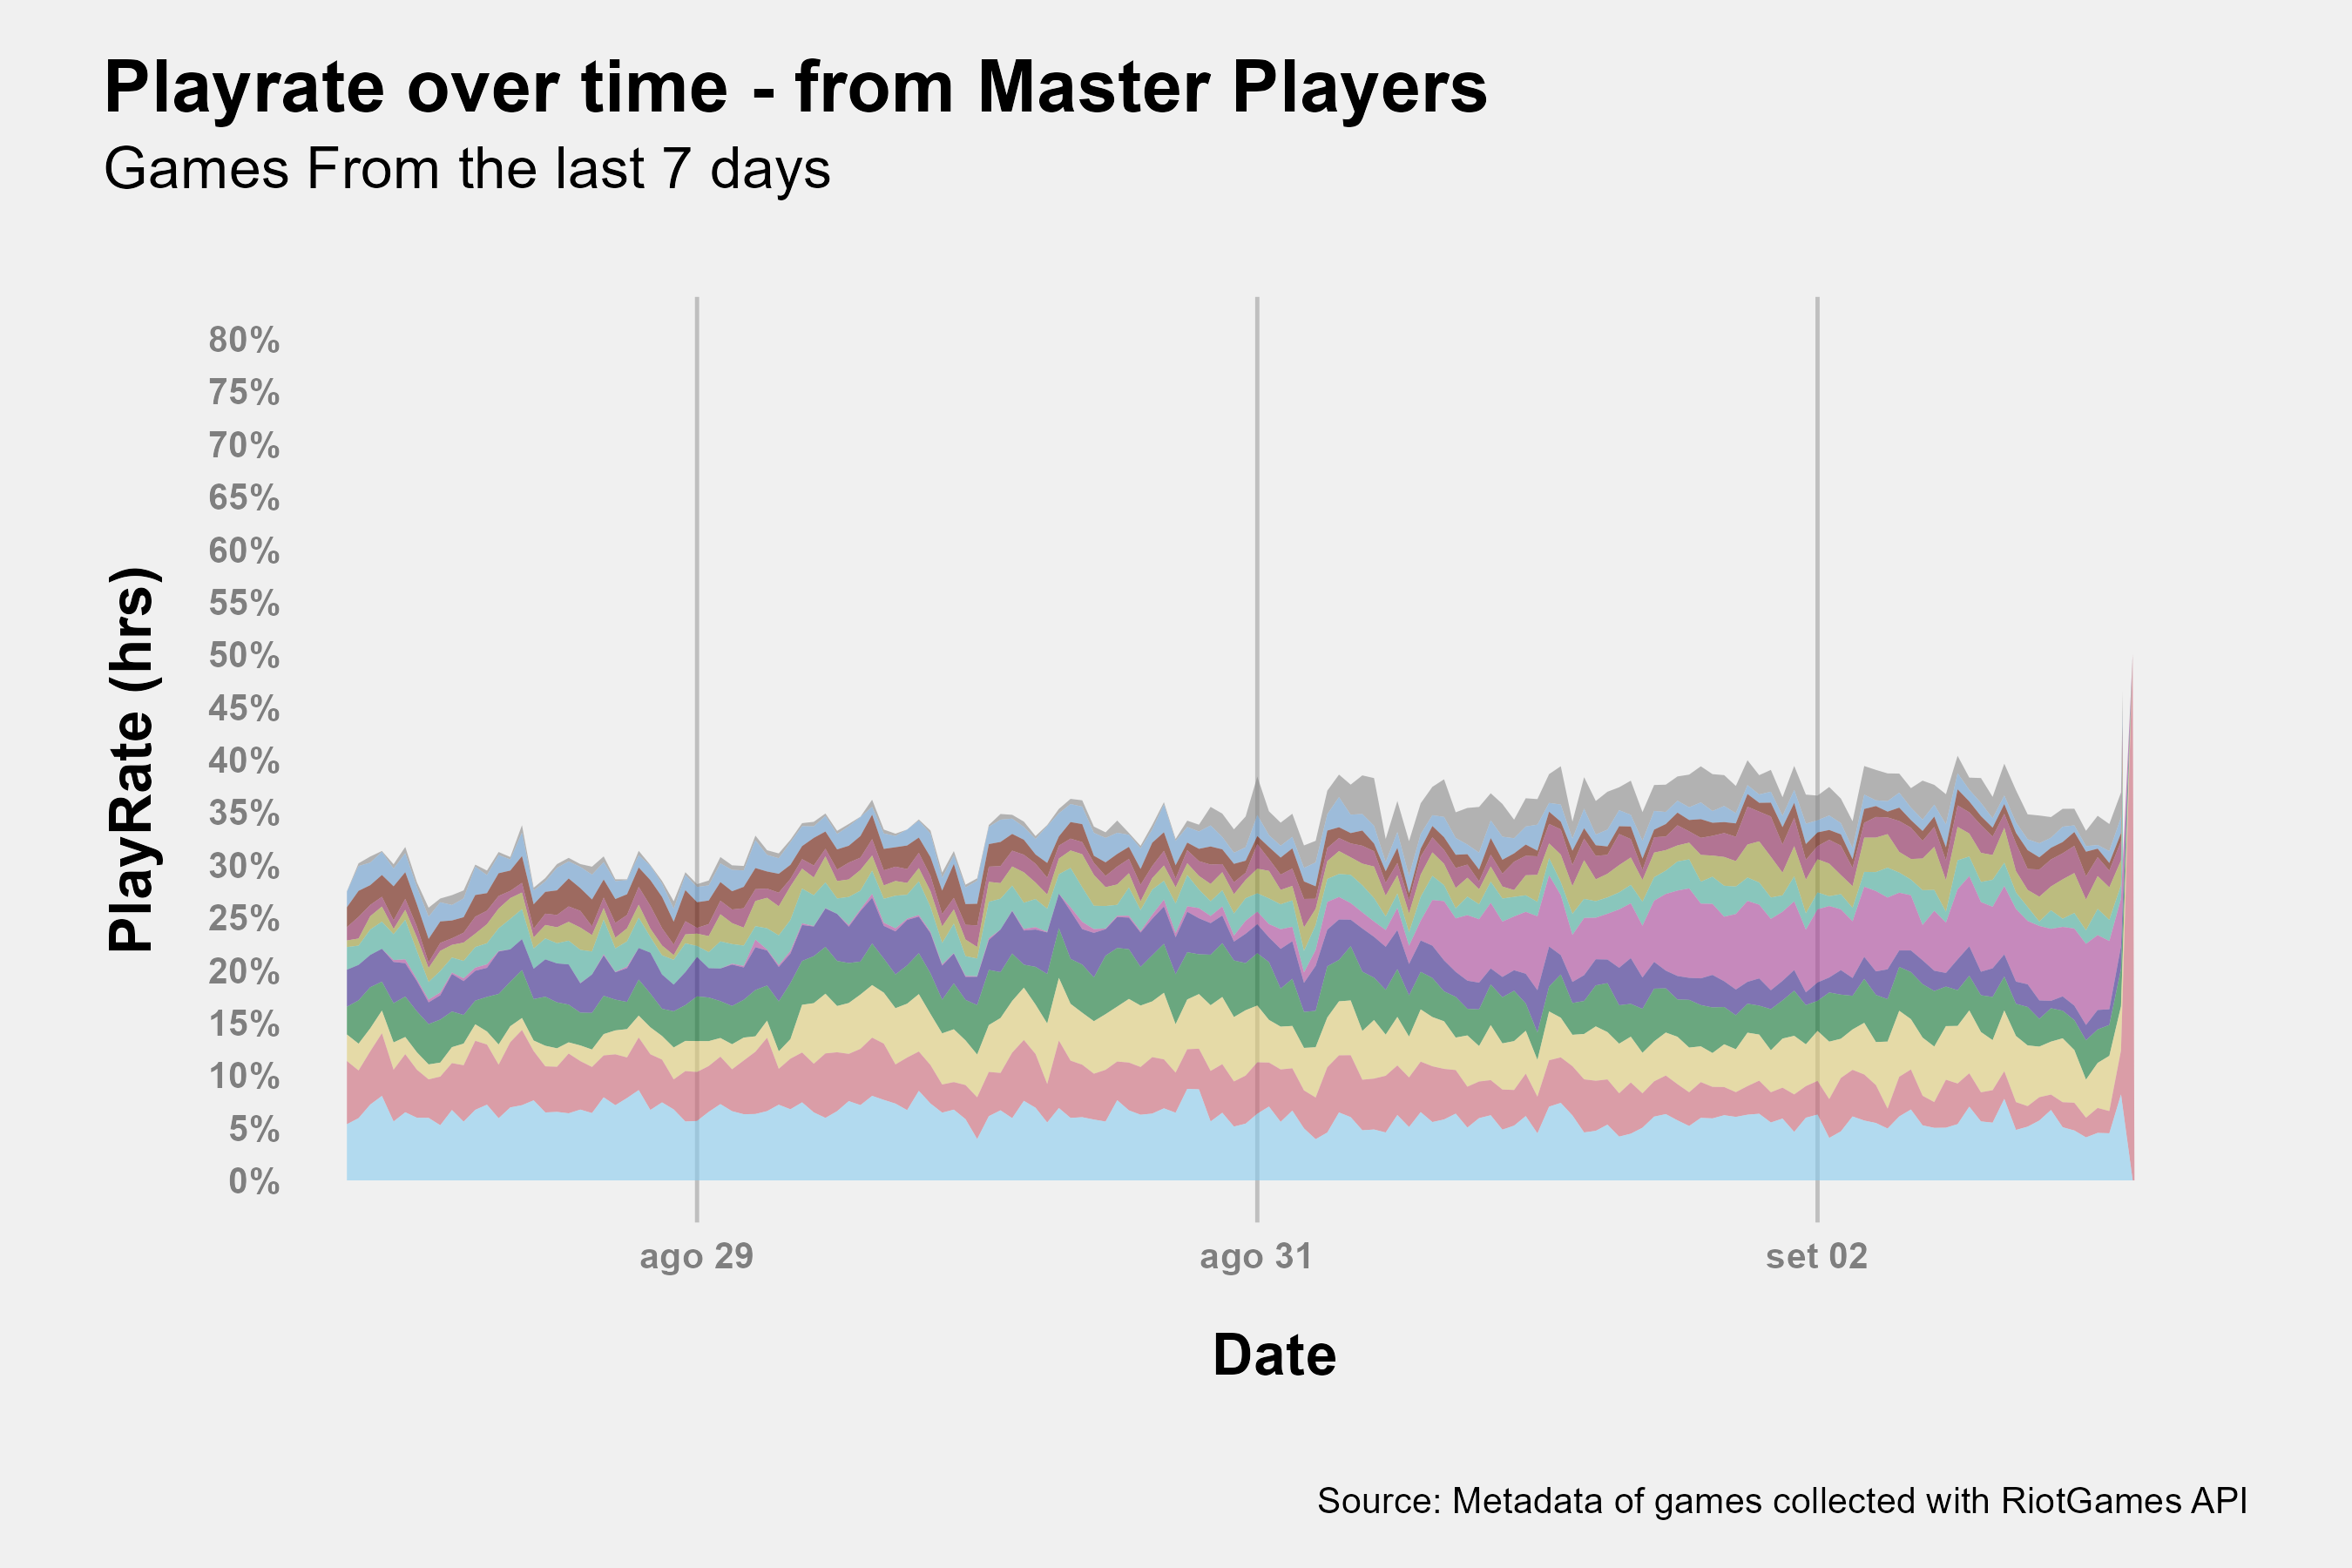 Playrate over time - from Master Players
Games From the last 7 days
80%
75%
70%
65%
60%
55%
50%
45%
40%
35%
30%
25%
20%
15%
10%
5%
0%
PlayRate (hrs)
ago 29
ago 31
set 02
Date
Source: Metadata of games collected with RiotGames API